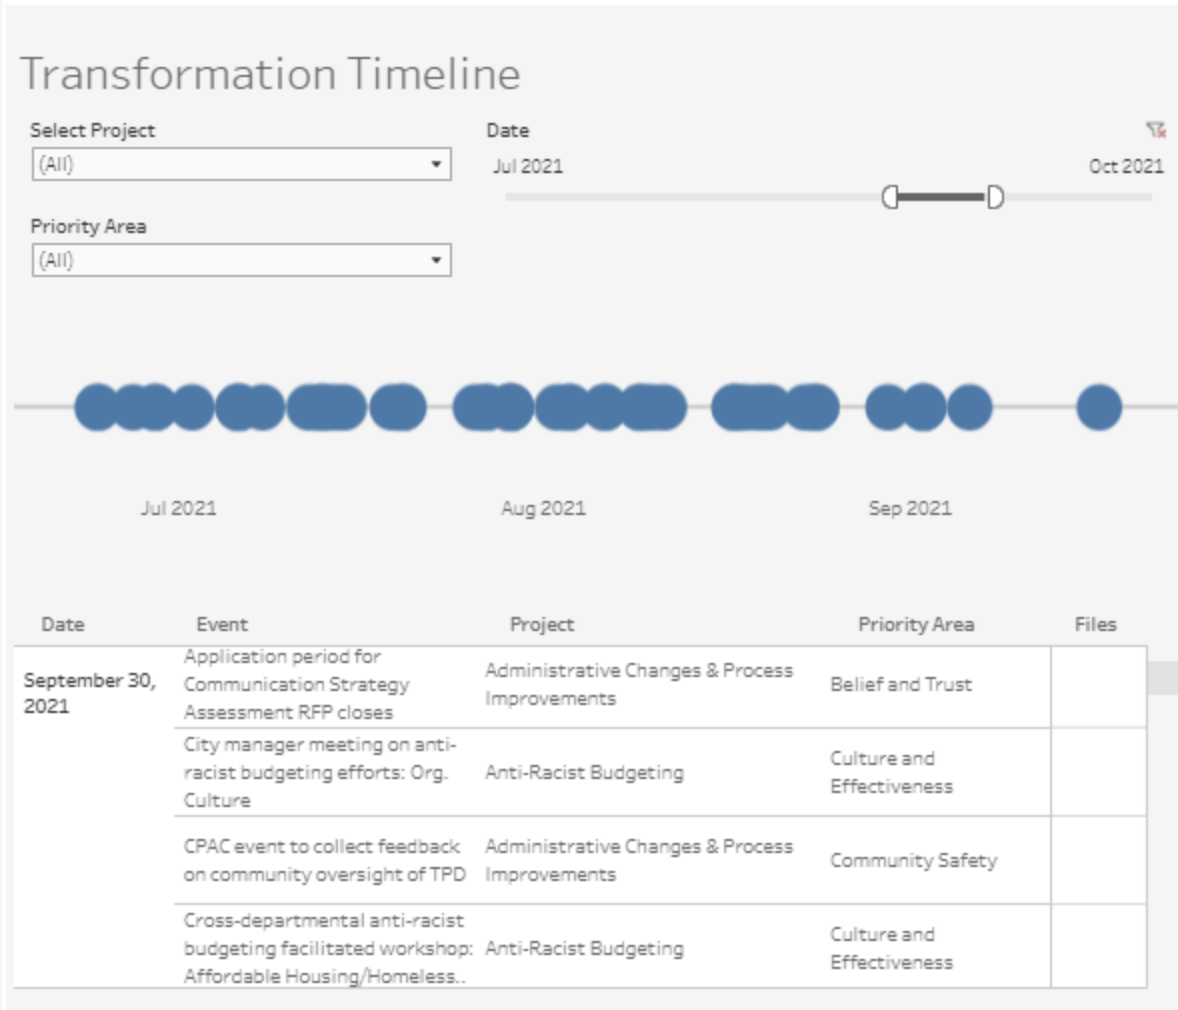 Transformation Timeline
Select Project
Date
(All)
Jul 2021
Oct 2021
Priority Area
(All)
Jul 2021
Aug 2021
Sep 2021
Date
Event
Project
Priority Area
Files
September 30,
2021
Application period for
Communication Strategy
Assessment RFP closes
Administrative Changes & Process
Improvements
Belief and Trust
City manager meeting on anti-
racist budgeting efforts: Org.
Culture
Anti-Racist Budgeting
Culture and
Effectiveness
CPAC event to collect feedback
on community oversight of TPD
Administrative Changes & Process
Improvements
Community Safety
Cross-departmental anti-racist
budgeting facilitated workshop:
Affordable Housing/Homeless..
Anti-Racist Budgeting
Culture and
Effectiveness